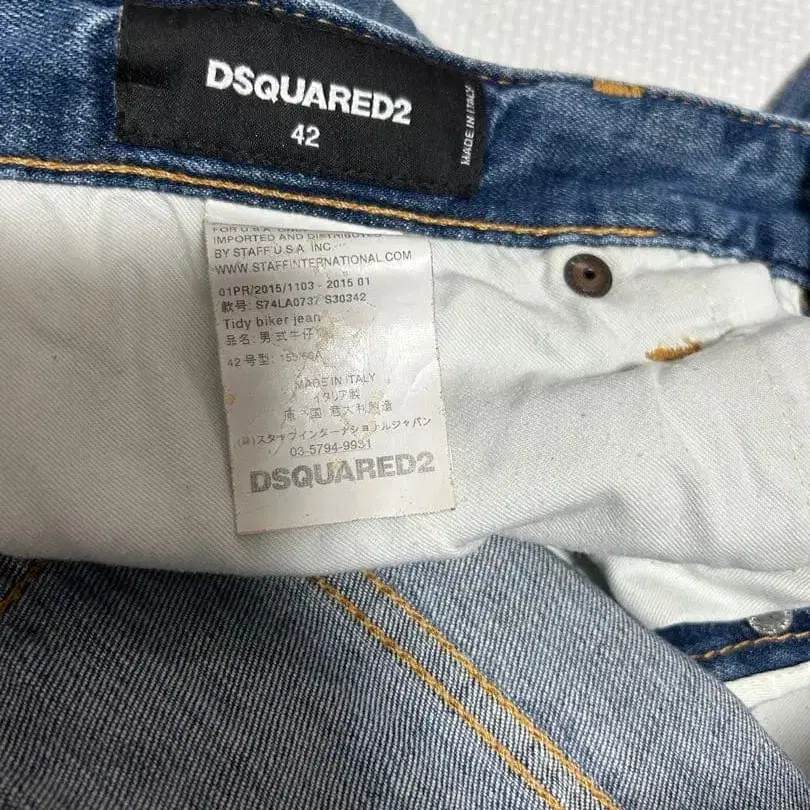 DSQUARED2
42
MADE IN ITALY
FOR U.S.A.
IMPORTED AND DISTRIBUTED
BY STAFF U.S.A. INC.
WWW.STAFFINTERNATIONAL.COM
01PR/2015/1103 - 2015 01
款号: S74LA0737 S30342
Tidy biker jean
品名: 男式牛仔
42 号型:
MADE IN ITALY
イタリア製
原 国 意大利制造
(株)スタッフインターナショナルジャパン
03-5794-9931
DSQUARED2